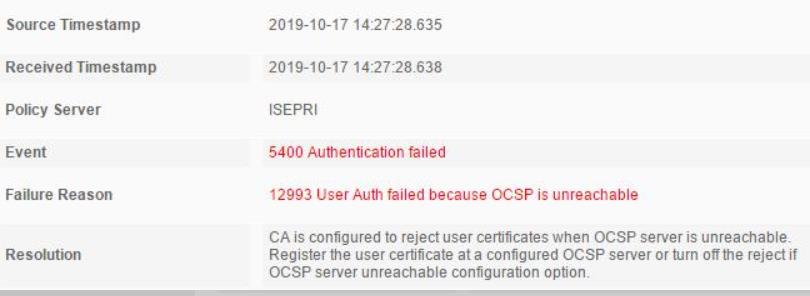 Source Timestamp 2019-10-17 14:27:28.635
Received Timestamp 2019-10-17 14:27:28.638
Policy Server ISEPRI
Event 5400 Authentication failed
Failure Reason 12993 User Auth failed because OCSP is unreachable
CA is configured to reject user certificates when OCSP server is unreachable.
Resolution Register the user certificate at a configured OCSP server or turn off the reject if
OCSP server unreachable configuration option.